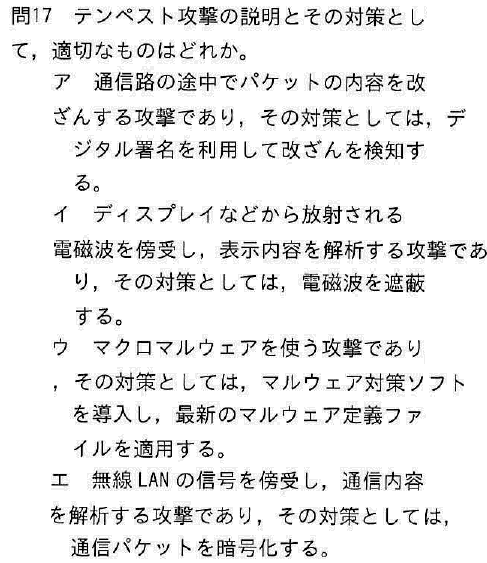 問17　テンペスト攻撃の説明とその対策とし
て，適切なものはどれか。
ア　通信路の途中でパケットの内容を改
ざんする攻撃であり，その対策としては，デ
ジタル署名を利用して改ざんを検知す
る。
イ　ディスプレイなどから放射される
電磁波を傍受し，表示内容を解析する攻撃であ
り，その対策としては，電磁波を遮蔽
する。
ウ　マクロマルウェアを使う攻撃であり
，その対策としては，マルウェア対策ソフト
を導入し，最新のマルウェア定義ファ
イルを適用する。
エ　無線 LAN の信号を傍受し，通信内容
を解析する攻撃であり，その対策としては，
通信パケットを暗号化する。